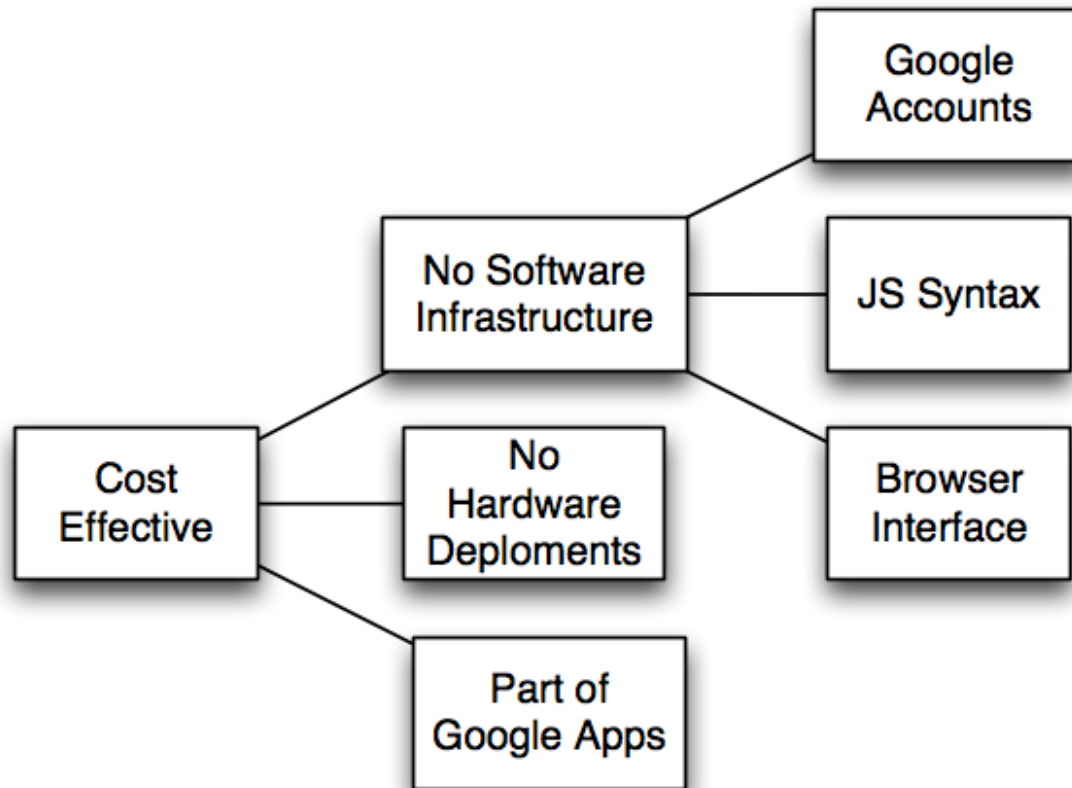 Google
Accounts
No Software
Infrastructure
JS Syntax
Cost
Effective
No
Hardware
Deploments
Browser
Interface
Part of
Google Apps